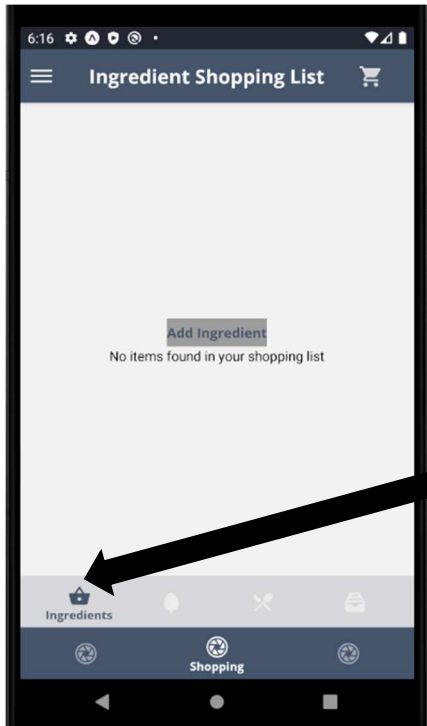 6:16
Ingredient Shopping List
Add Ingredient
No items found in your shopping list
Ingredients
Shopping